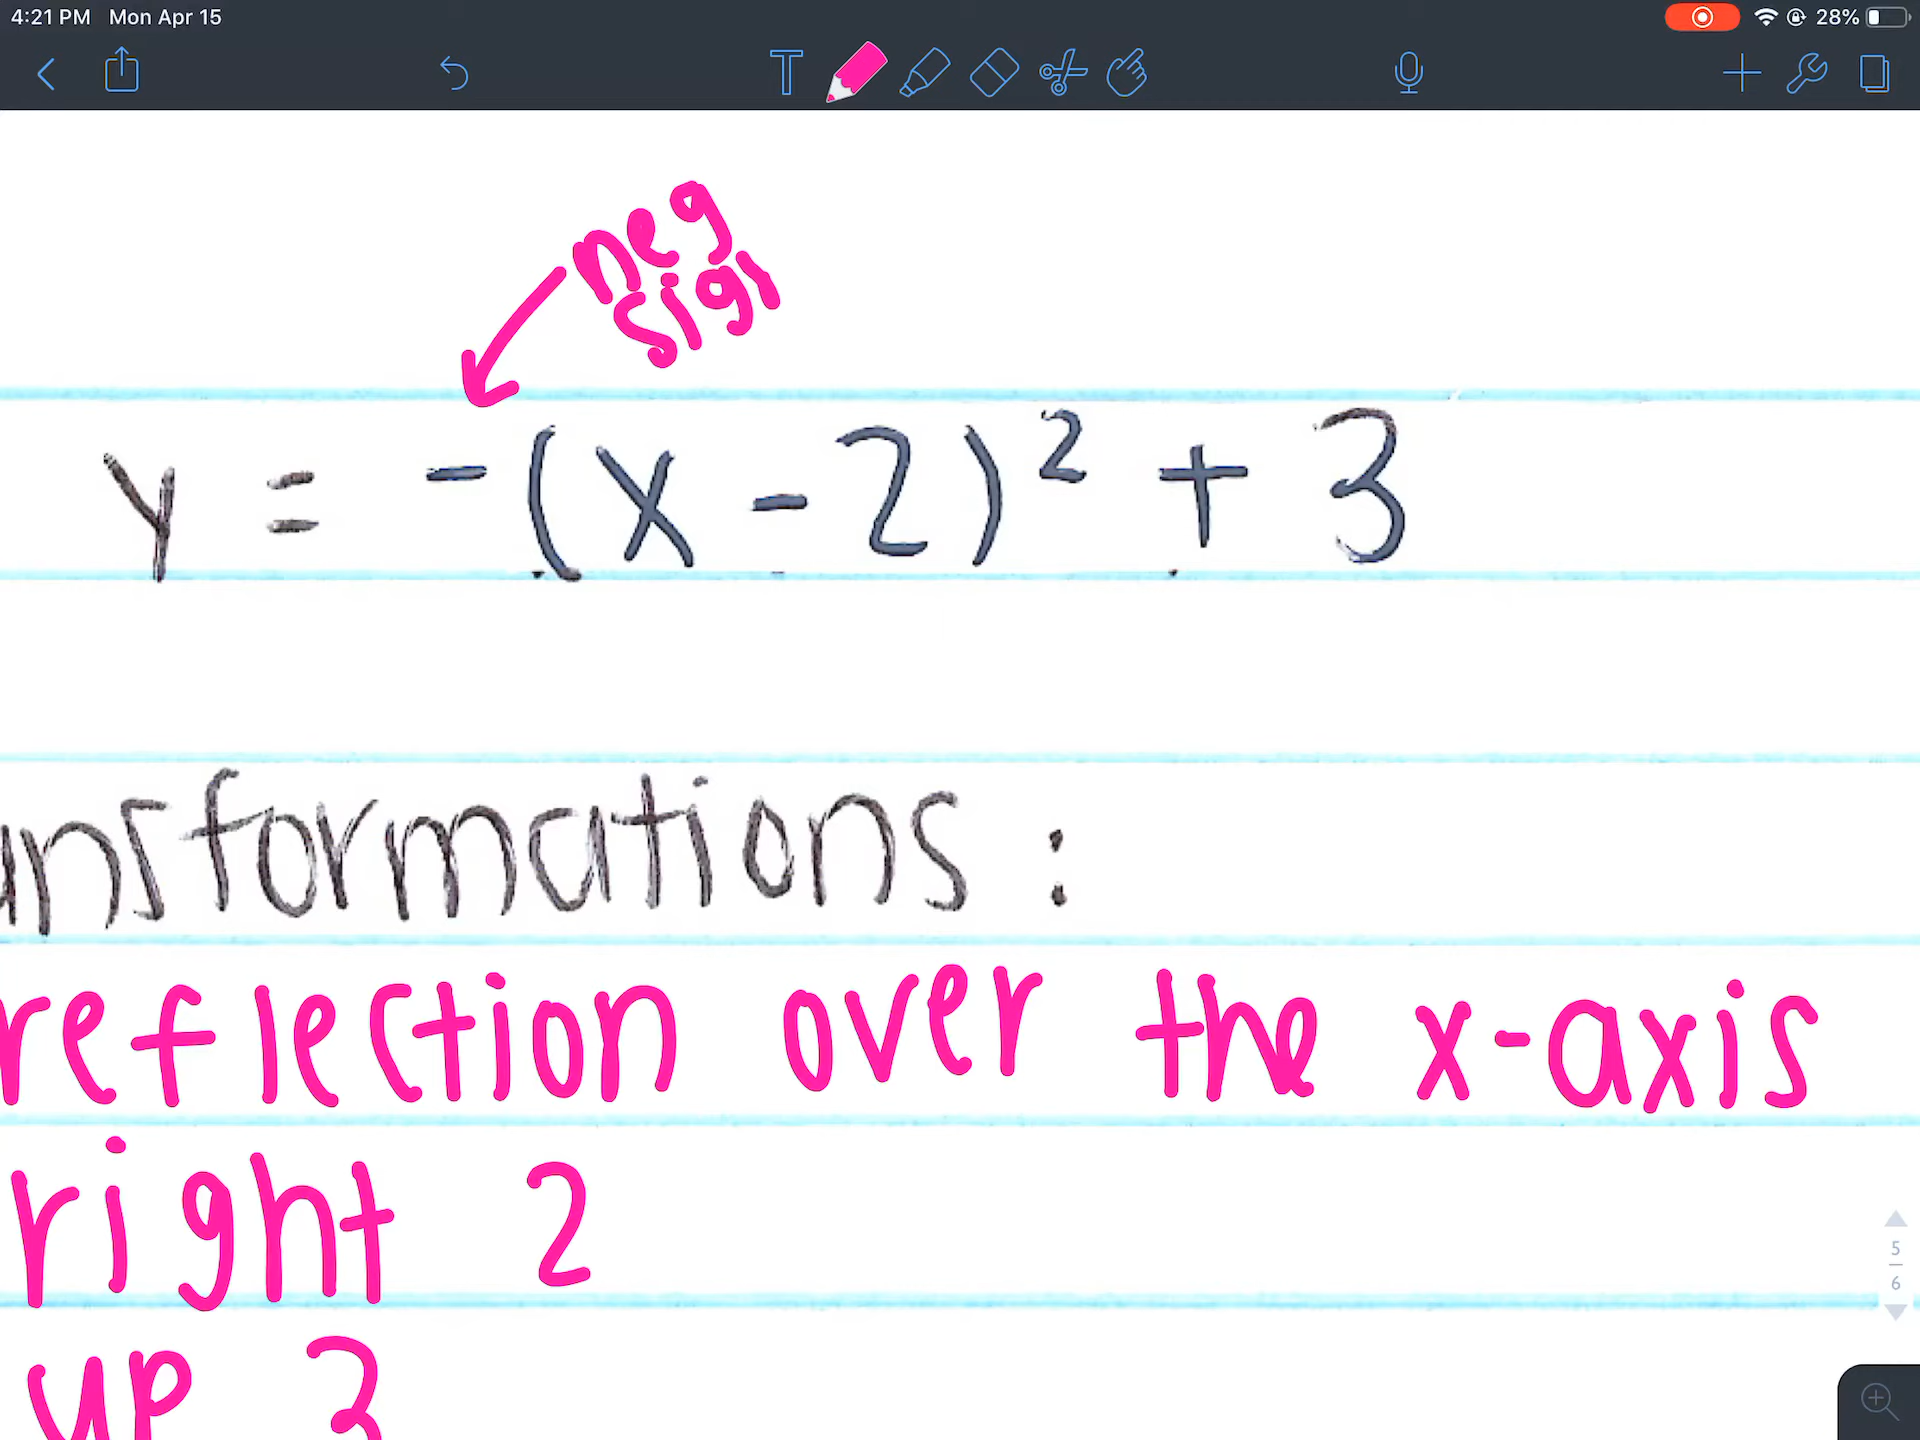 4:21 PM Mon Apr 15
28%
T
neg
sign
y = -(x - 2)² + 3
ansformations :
reflection over the x-axis
right 2
up 3
5
6